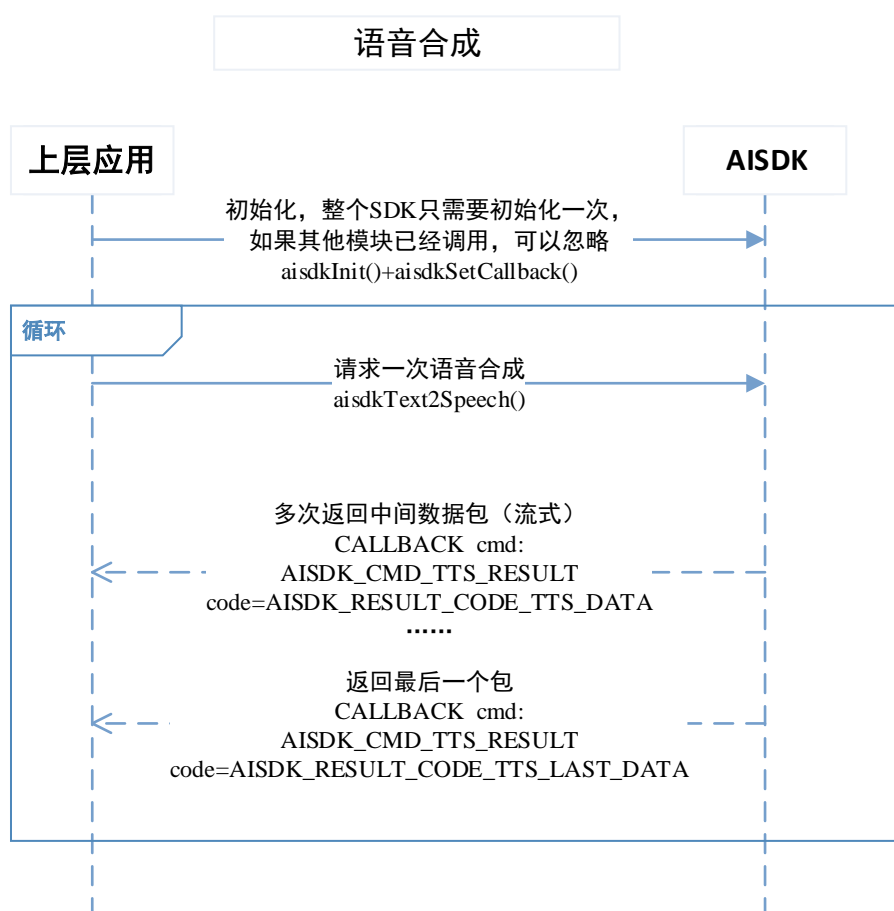 语音合成
上层应用
AISDK
初始化，整个SDK只需要初始化一次，
如果其他模块已经调用，可以忽略
aisdkInit()+aisdkSetCallback()
循环
请求一次语音合成
aisdkText2Speech()
多次返回中间数据包（流式）
CALLBACK cmd:
AISDK_CMD_TTS_RESULT
code=AISDK_RESULT_CODE_TTS_DATA
……
返回最后一个包
CALLBACK cmd:
AISDK_CMD_TTS_RESULT
code=AISDK_RESULT_CODE_TTS_LAST_DATA